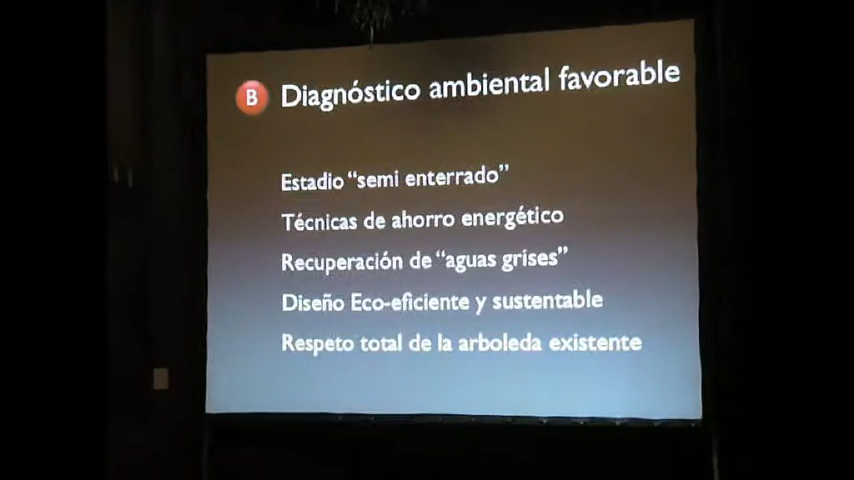 B Diagnóstico ambiental favorable
Estadio “semi enterrado”
Técnicas de ahorro energético
Recuperación de “aguas grises”
Diseño Eco-eficiente y sustentable
Respeto total de la arboleda existente